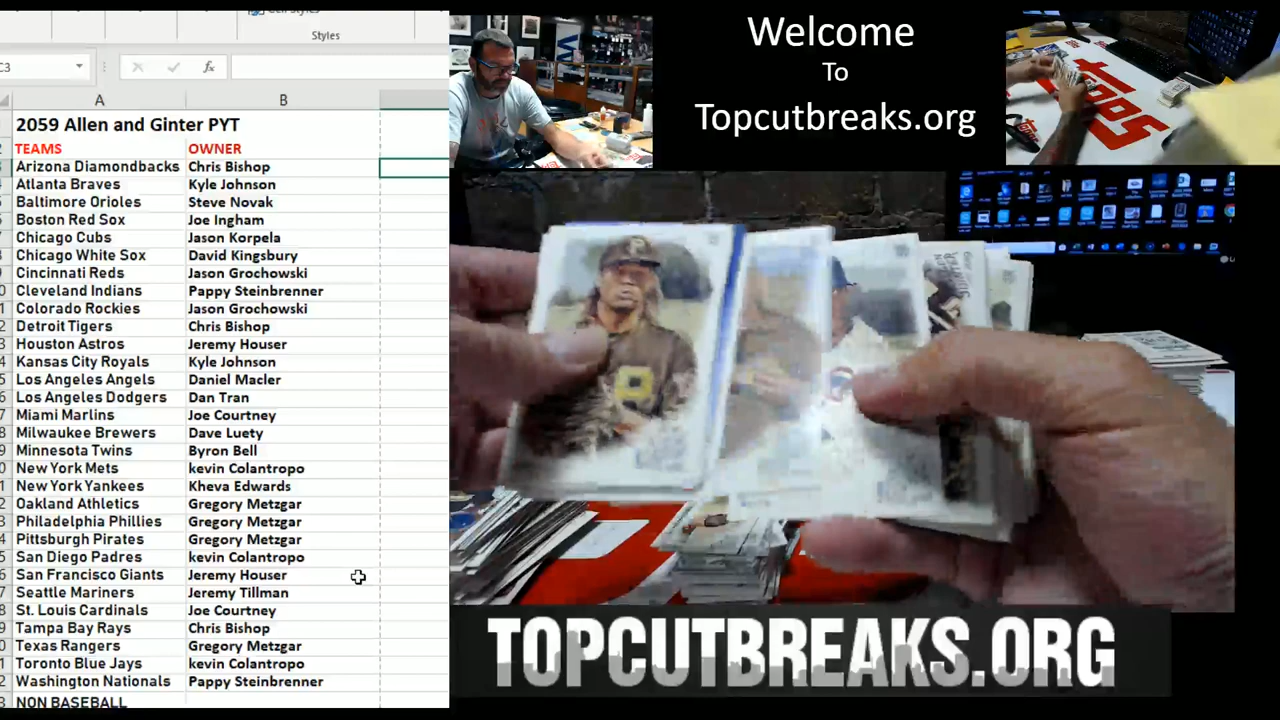 Styles
C3
fx
A B
2059 Allen and Ginter PYT
TEAMS OWNER
Arizona Diamondbacks Chris Bishop
Atlanta Braves Kyle Johnson
Baltimore Orioles Steve Novak
Boston Red Sox Joe Ingham
Chicago Cubs Jason Korpela
Chicago White Sox David Kingsbury
Cincinnati Reds Jason Grochowski
Cleveland Indians Pappy Steinbrenner
Colorado Rockies Jason Grochowski
Detroit Tigers Chris Bishop
Houston Astros Jeremy Houser
Kansas City Royals Kyle Johnson
Los Angeles Angels Daniel Macler
Los Angeles Dodgers Dan Tran
Miami Marlins Joe Courtney
Milwaukee Brewers Dave Luety
Minnesota Twins Byron Bell
New York Mets kevin Colantropo
New York Yankees Kheva Edwards
Oakland Athletics Gregory Metzgar
Philadelphia Phillies Gregory Metzgar
Pittsburgh Pirates Gregory Metzgar
San Diego Padres kevin Colantropo
San Francisco Giants Jeremy Houser
Seattle Mariners Jeremy Tillman
St. Louis Cardinals Joe Courtney
Tampa Bay Rays Chris Bishop
Texas Rangers Gregory Metzgar
Toronto Blue Jays kevin Colantropo
Washington Nationals Pappy Steinbrenner
NON BASEBALL
Welcome
To
Topcutbreaks.org
topps
TOPCUTBREAKS.ORG